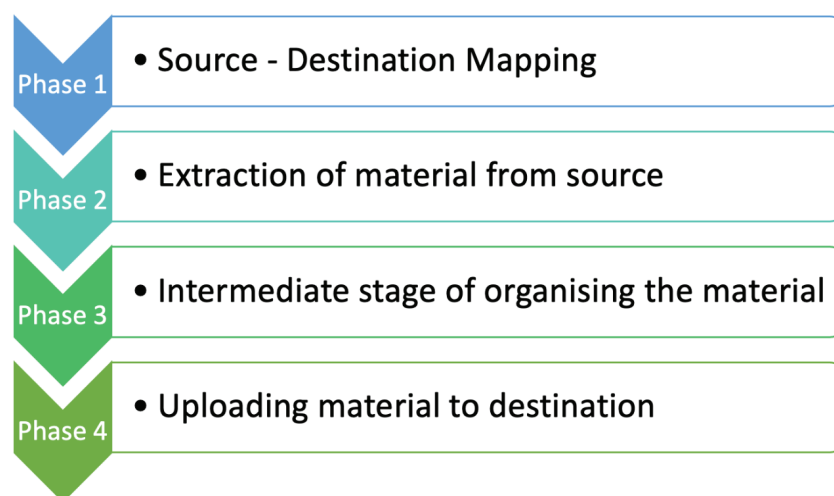 Phase 1
• Source - Destination Mapping
Phase 2
• Extraction of material from source
Phase 3
• Intermediate stage of organising the material
Phase 4
• Uploading material to destination